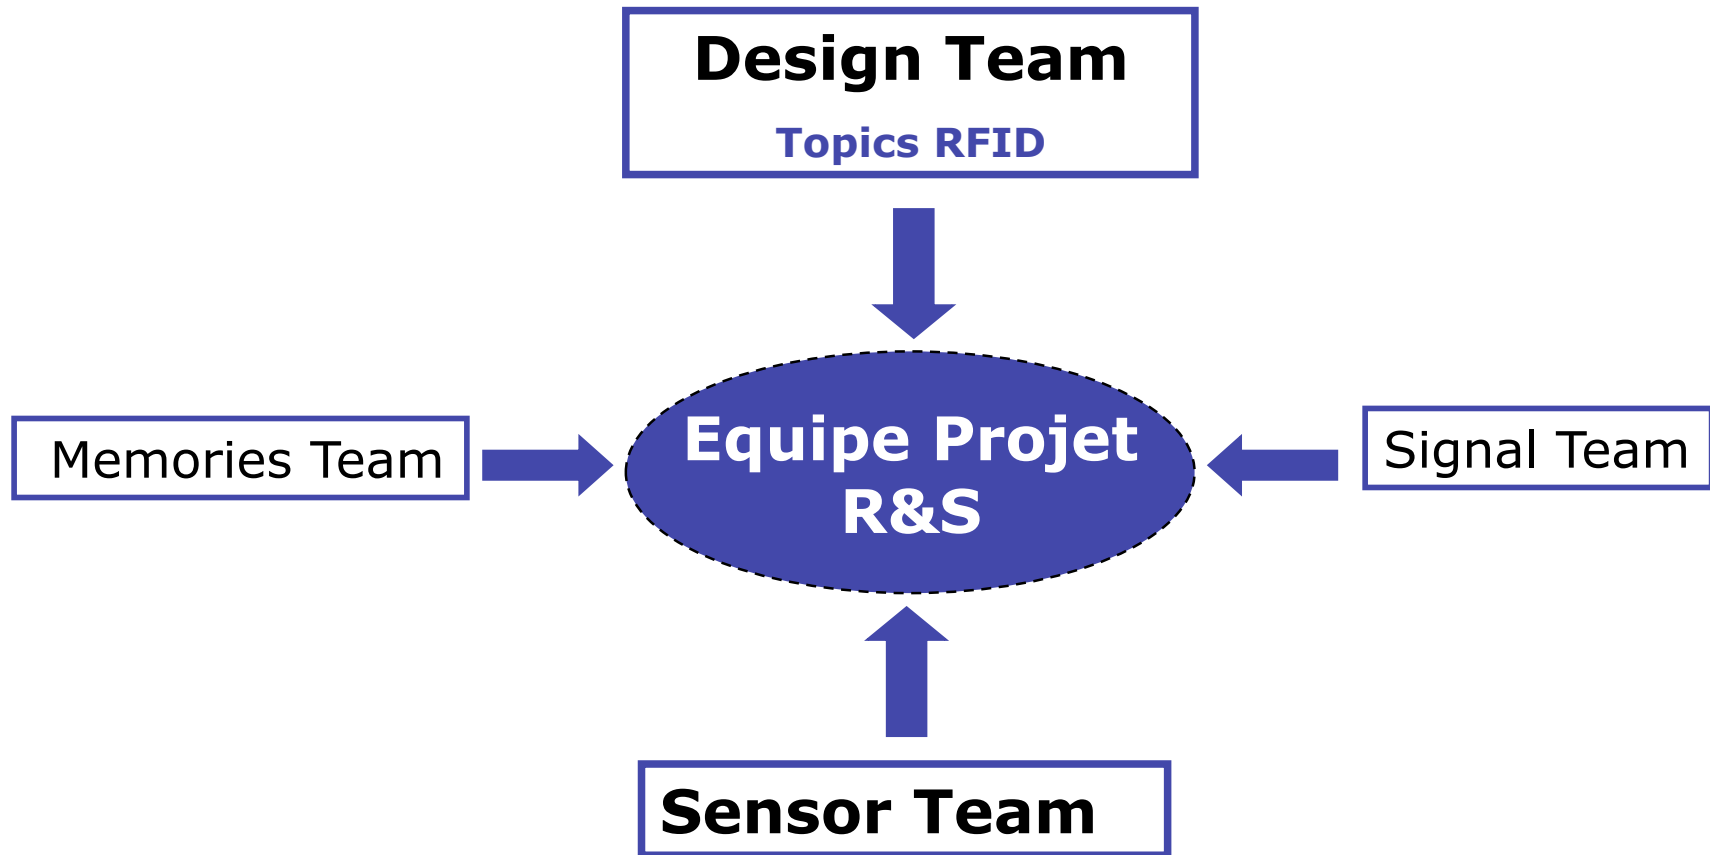 Design Team
Topics RFID
Memories Team
Equipe Projet
R&S
Signal Team
Sensor Team